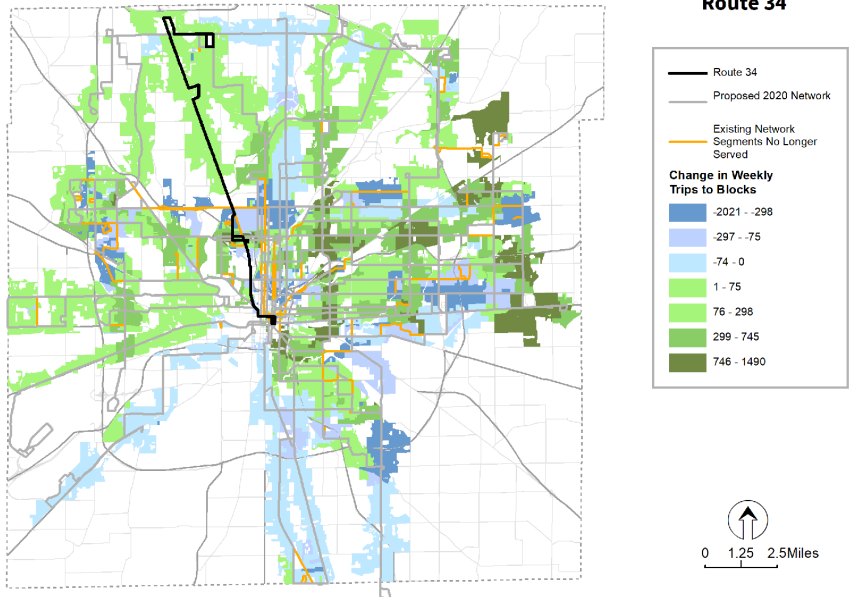 Route 34
Route 34
Proposed 2020 Network
Existing Network
Segments No Longer
Served
Change in Weekly
Trips to Blocks
-2021 - -298
-297 - -75
-74 - 0
1 - 75
76 - 298
299 - 745
746 - 1490
0 1.25 2.5Miles